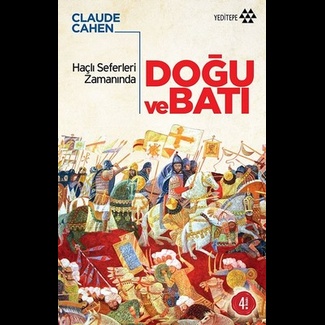 CLAUDE
CAHEN
YEDİTEPE
Haçlı Seferleri
Zamanında
DOĞU
ve BATI
4.